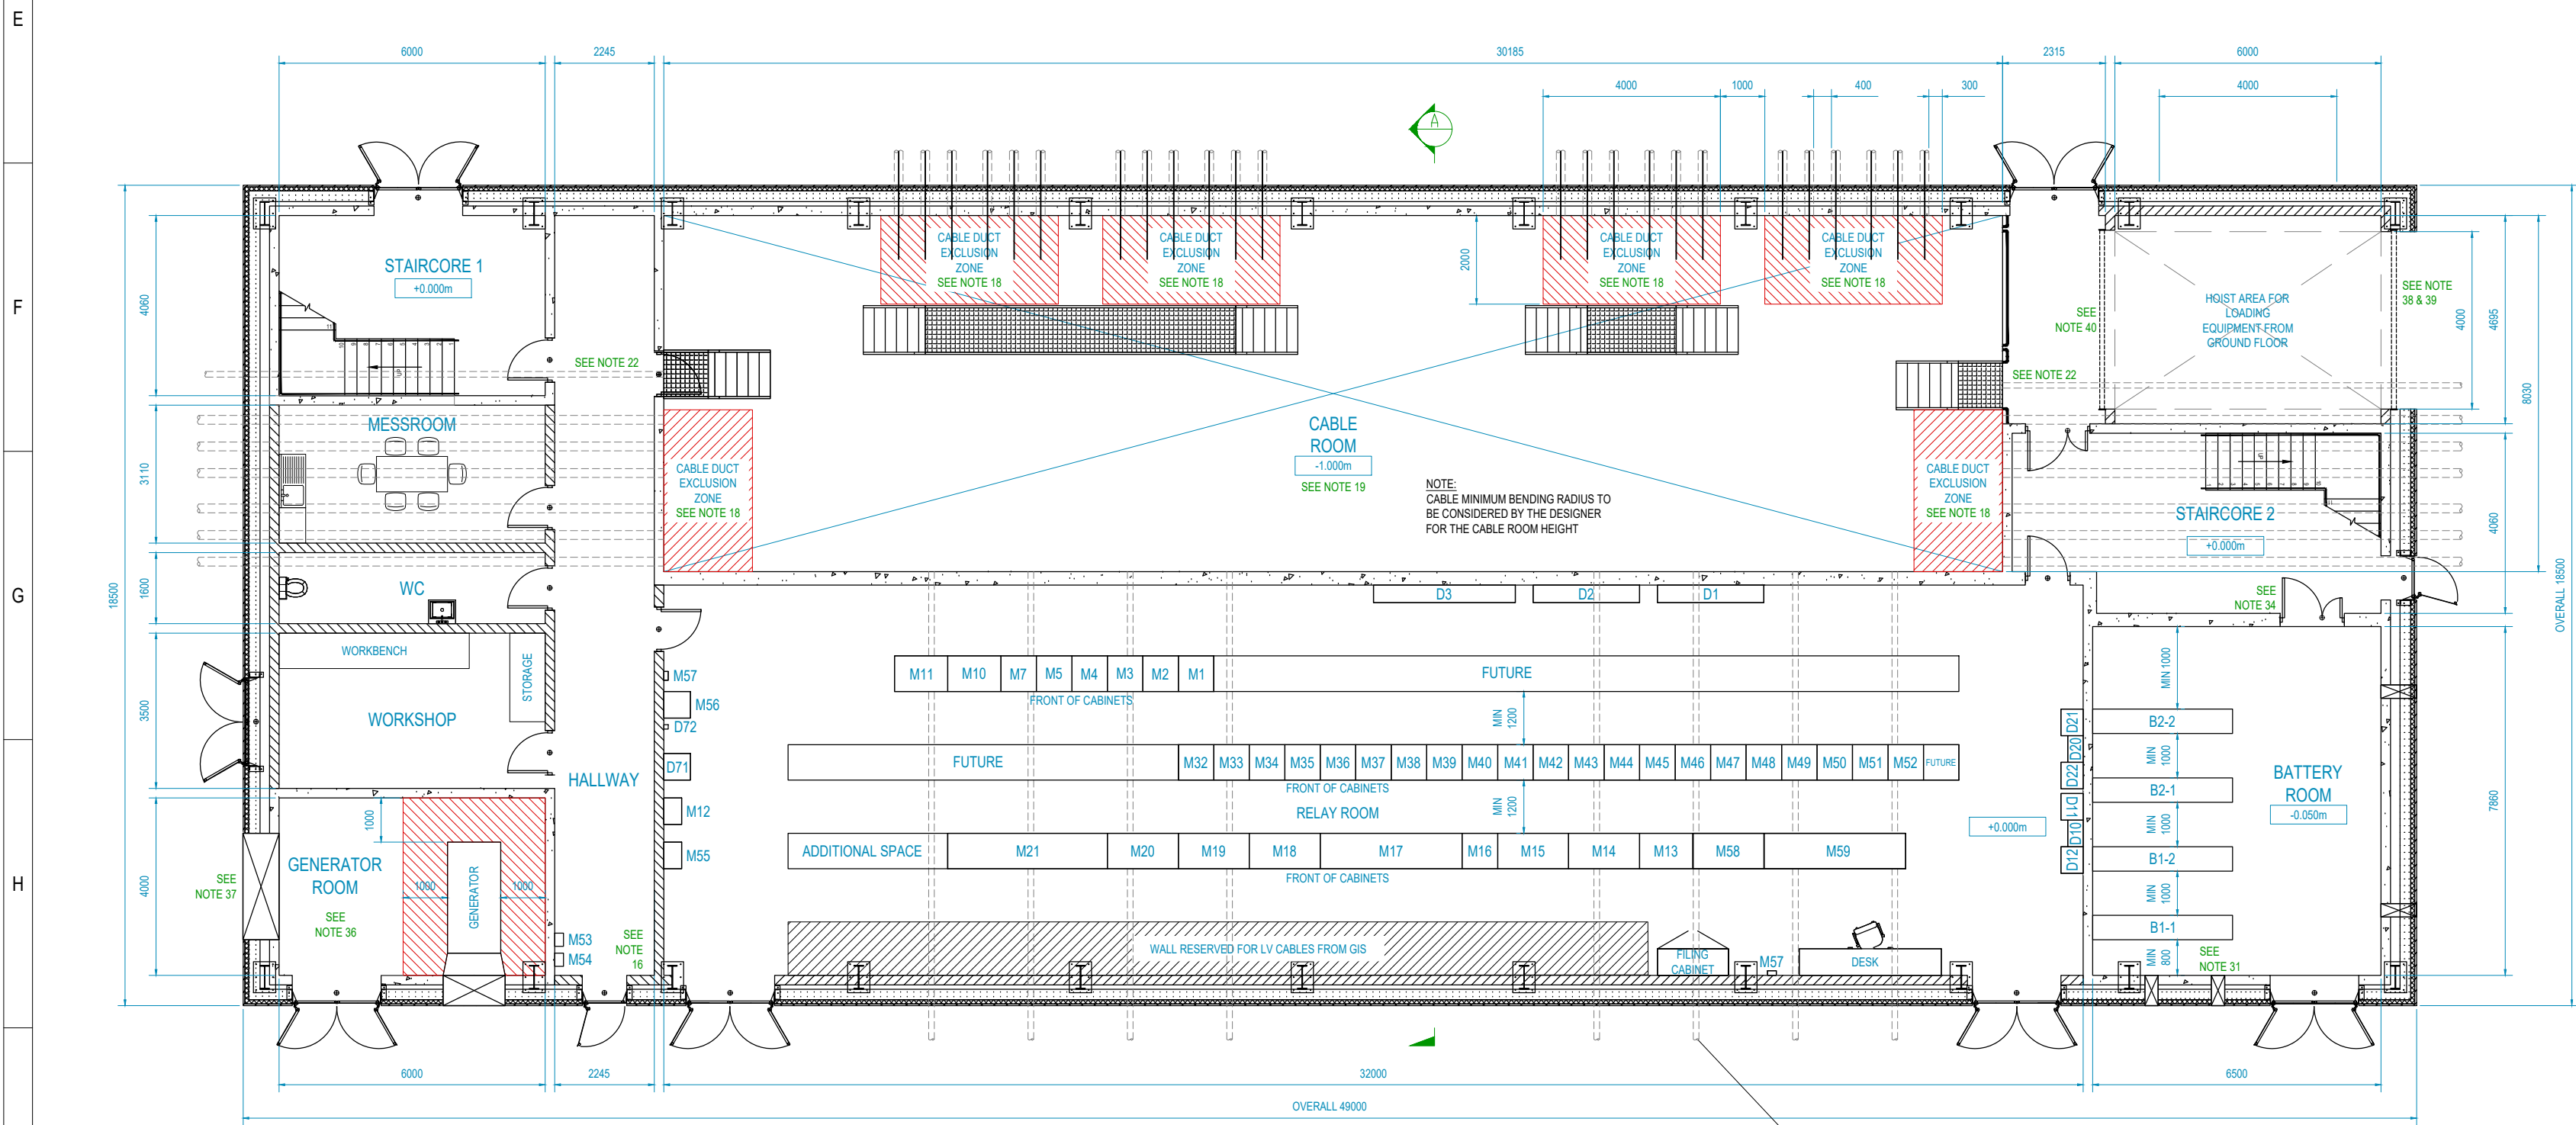 E
F
G
H
6000
2245
30185
2315
6000
4000
1000
400
300
4000
A
18500
4060
3110
1600
3500
4000
STAIRCORE 1
+0.000m
UP
SEE NOTE 22
MESSROOM
WC
WORKBENCH
STORAGE
WORKSHOP
HALLWAY
1000
GENERATOR
ROOM
SEE
NOTE 36
1000
GENERATOR
1000
SEE
NOTE 37
M53
M54
SEE
NOTE
16
CABLE DUCT
EXCLUSION
ZONE
SEE NOTE 18
CABLE DUCT
EXCLUSION
ZONE
SEE NOTE 18
2000
CABLE DUCT
EXCLUSION
ZONE
SEE NOTE 18
CABLE DUCT
EXCLUSION
ZONE
SEE NOTE 18
CABLE DUCT
EXCLUSION
ZONE
SEE NOTE 18
CABLE
ROOM
-1.000m
SEE NOTE 19
NOTE:
CABLE MINIMUM BENDING RADIUS TO
BE CONSIDERED BY THE DESIGNER
FOR THE CABLE ROOM HEIGHT
CABLE DUCT
EXCLUSION
ZONE
SEE NOTE 18
SEE
NOTE 40
SEE NOTE 22
HOIST AREA FOR
LOADING
EQUIPMENT FROM
GROUND FLOOR
SEE NOTE
38 & 39
4000
4695
8030
4060
OVERALL 18500
7860
UP
STAIRCORE 2
+0.000m
SEE
NOTE 34
D3
D2
D1
M57
M56
D72
D71
M12
M55
M11
M10
M7
M5
M4
M3
M2
M1
FUTURE
FRONT OF CABINETS
MIN
1200
FUTURE
M32
M33
M34
M35
M36
M37
M38
M39
M40
M41
M42
M43
M44
M45
M46
M47
M48
M49
M50
M51
M52
FUTURE
FRONT OF CABINETS
RELAY ROOM
MIN
1200
+0.000m
ADDITIONAL SPACE
M21
M20
M19
M18
M17
M16
M15
M14
M13
M58
M59
FRONT OF CABINETS
WALL RESERVED FOR LV CABLES FROM GIS
FILING
CABINET
M57
DESK
D21
D20
D22
D11
D10
D12
MIN 1000
B2-2
MIN
1000
B2-1
MIN
1000
B1-2
MIN
1000
B1-1
MIN
800
BATTERY
ROOM
-0.050m
SEE
NOTE 31
6000
2245
32000
6500
OVERALL 49000